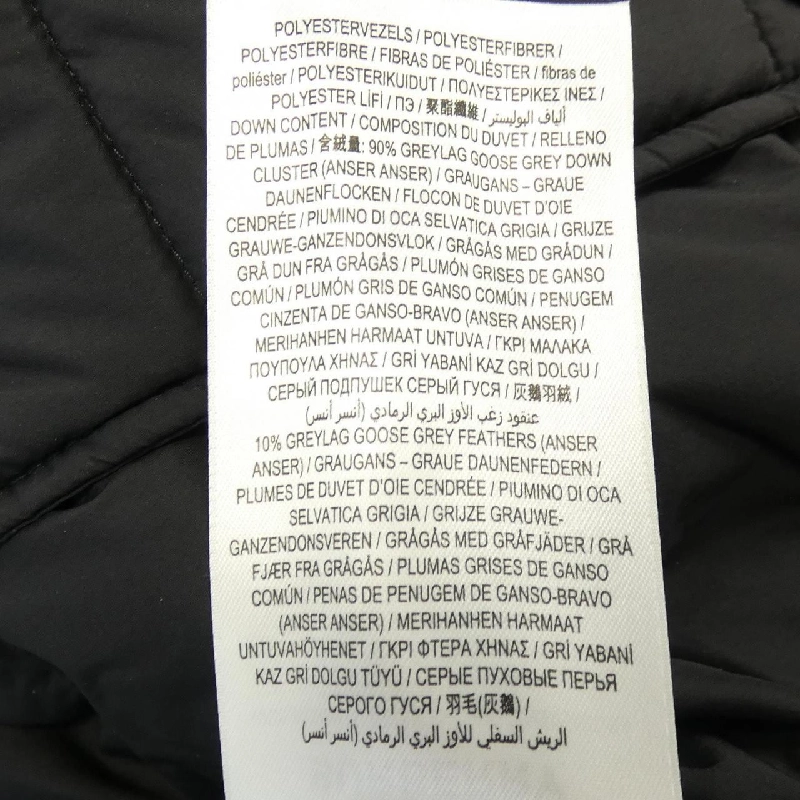 POLYESTERVEZELS / POLYESTERFIBRER /
POLYESTERFIBRE / FIBRAS DE POLIÉSTER / fibras de
poliéster / POLYESTERIKUIDUT / ΠΟΛΥΕΣΤΕΡΙΚΕΣ ΙΝΕΣ /
POLYESTER LİFİ / ПЭ / 聚酯纖維 / ألياف البوليستر
DOWN CONTENT / COMPOSITION DU DUVET / RELLENO
DE PLUMAS / 含絨量: 90% GREYLAG GOOSE GREY DOWN
CLUSTER (ANSER ANSER) / GRAUGANS – GRAUE
DAUNENFLOCKEN / FLOCON DE DUVET D'OIE
CENDRÉE / PIUMINO DI OCA SELVATICA GRIGIA / GRIJZE
GRAUWE-GANZENDONSVLOK / GRÅGÅS MED GRÅDUN /
GRÅ DUN FRA GRÅGÅS / PLUMÓN GRISES DE GANSO
COMÚN / PLUMÓN GRIS DE GANSO COMÚN / PENUGEM
CINZENTA DE GANSO-BRAVO (ANSER ANSER) /
MERIHANHEN HARMAAT UNTUVA / ΓΚΡΙ ΜΑΛΑΚΑ
ΠΟΥΠΟΥΛΑ ΧΗΝΑΣ / GRİ YABANİ KAZ GRİ DOLGU /
СЕРЫЙ ПОДПУШЕК СЕРЫЙ ГУСЯ / 灰鵝羽絨 /
عنقود زغب الأوز البري الرمادي (أنسر أنسر)
10% GREYLAG GOOSE GREY FEATHERS (ANSER
ANSER) / GRAUGANS – GRAUE DAUNENFEDERN /
PLUMES DE DUVET D'OIE CENDRÉE / PIUMINO DI OCA
SELVATICA GRIGIA / GRIJZE GRAUWE-
GANZENDONSVEREN / GRÅGÅS MED GRÅFJÄDER / GRÅ
FJÆR FRA GRÅGÅS / PLUMAS GRISES DE GANSO
COMÚN / PENAS DE PENUGEM DE GANSO-BRAVO
(ANSER ANSER) / MERIHANHEN HARMAAT
UNTUVAHÖYHENET / ΓΚΡΙ ΦΤΕΡΑ ΧΗΝΑΣ / GRİ YABANİ
KAZ GRİ DOLGU TÜYÜ / СЕРЫЕ ПУХОВЫЕ ПЕРЬЯ
СЕРОГО ГУСЯ / 羽毛(灰鵝) /
الريش السفلي للأوز البري الرمادي (أنسر أنسر)